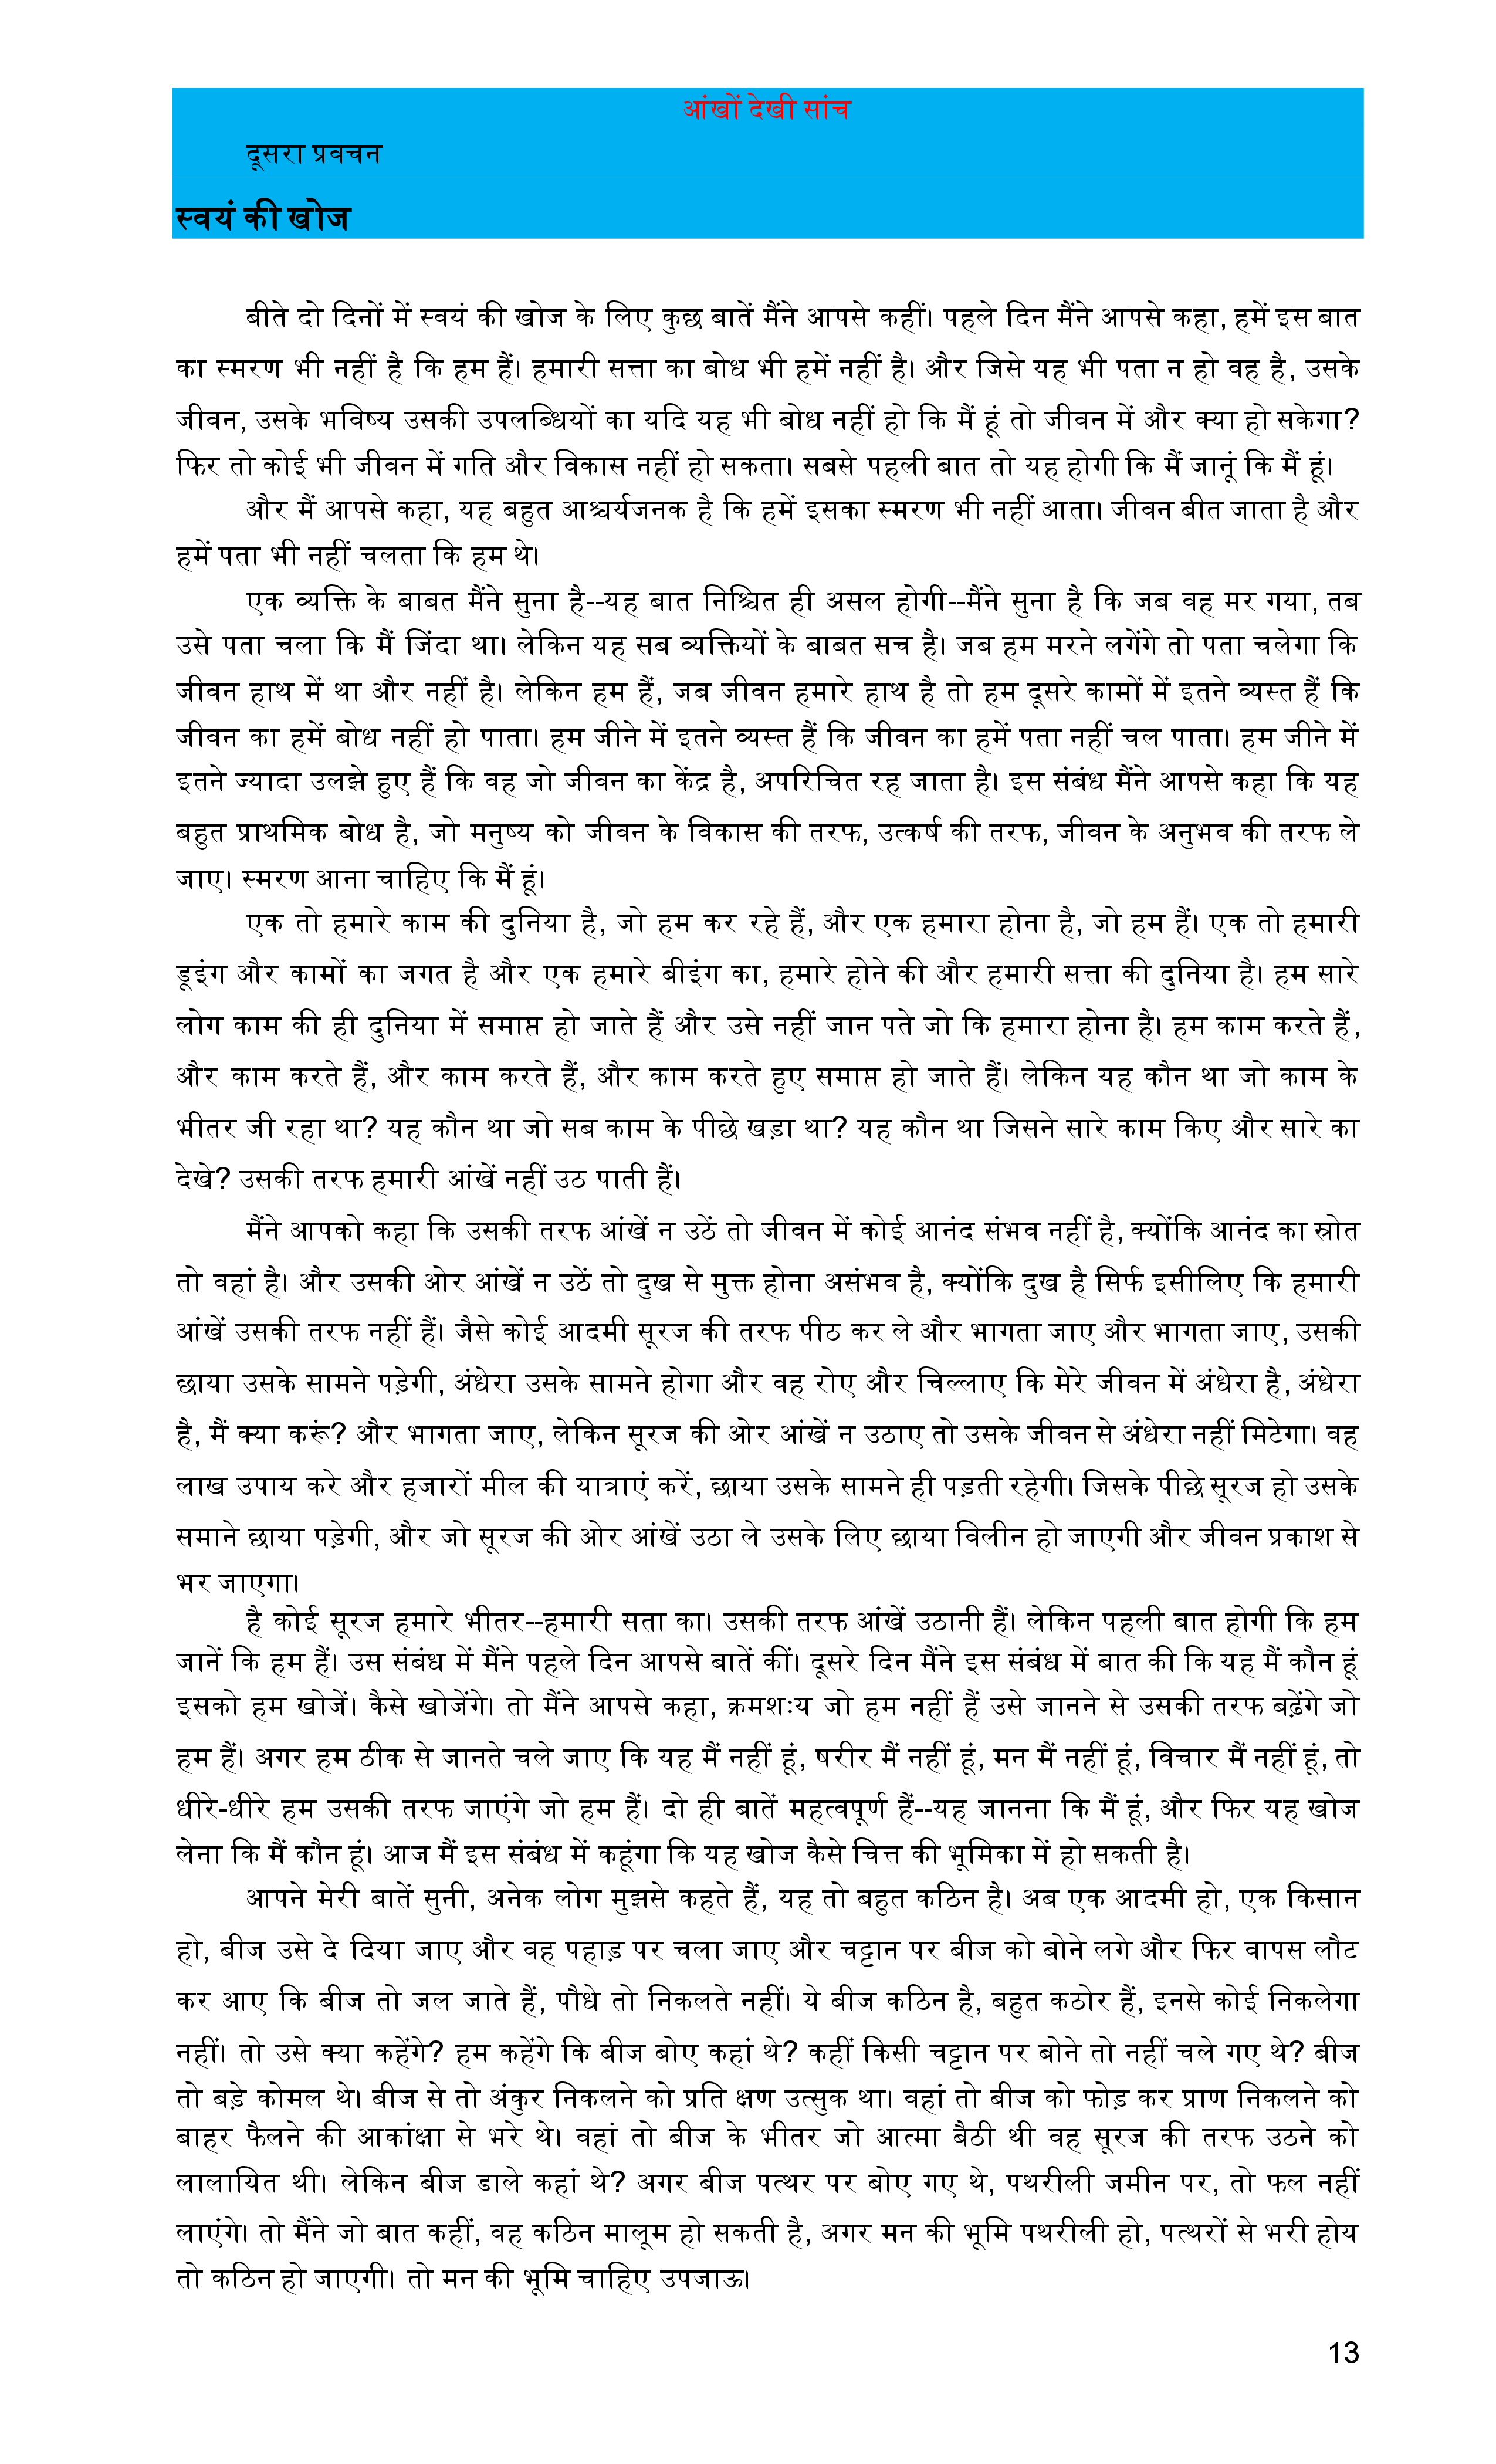 आंखों देखी सांच
दूसरा प्रवचन
स्वयं की खोज
बीते दो दिनों में स्वयं की खोज के लिए कुछ बातें मैंने आपसे कहीं। पहले दिन मैंने आपसे कहा, हमें इस बात
का स्मरण भी नहीं है कि हम हैं। हमारी सत्ता का बोध भी हमें नहीं है। और जिसे यह भी पता न हो वह है, उसके
जीवन, उसके भविष्य उसकी उपलब्धियों का यदि यह भी बोध नहीं हो कि मैं हूं तो जीवन में और क्या हो सकेगा?
फिर तो कोई भी जीवन में गति और विकास नहीं हो सकता। सबसे पहली बात तो यह होगी कि मैं जानूं कि मैं हूं।
और मैं आपसे कहा, यह बहुत आश्चर्यजनक है कि हमें इसका स्मरण भी नहीं आता। जीवन बीत जाता है और
हमें पता भी नहीं चलता कि हम थे।
एक व्यक्ति के बाबत मैंने सुना है--यह बात निश्चित ही असल होगी--मैंने सुना है कि जब वह मर गया, तब
उसे पता चला कि मैं जिंदा था। लेकिन यह सब व्यक्तियों के बाबत सच है। जब हम मरने लगेंगे तो पता चलेगा कि
जीवन हाथ में था और नहीं है। लेकिन हम हैं, जब जीवन हमारे हाथ है तो हम दूसरे कामों में इतने व्यस्त हैं कि
जीवन का हमें बोध नहीं हो पाता। हम जीने में इतने व्यस्त हैं कि जीवन का हमें पता नहीं चल पाता। हम जीने में
इतने ज्यादा उलझे हुए हैं कि वह जो जीवन का केंद्र है, अपरिचित रह जाता है। इस संबंध मैंने आपसे कहा कि यह
बहुत प्राथमिक बोध है, जो मनुष्य को जीवन के विकास की तरफ, उत्कर्ष की तरफ, जीवन के अनुभव की तरफ ले
जाए। स्मरण आना चाहिए कि मैं हूं।
एक तो हमारे काम की दुनिया है, जो हम कर रहे हैं, और एक हमारा होना है, जो हम हैं। एक तो हमारी
डूइंग और कामों का जगत है और एक हमारे बीइंग का, हमारे होने की और हमारी सत्ता की दुनिया है। हम सारे
लोग काम की ही दुनिया में समाप्त हो जाते हैं और उसे नहीं जान पते जो कि हमारा होना है। हम काम करते हैं,
और काम करते हैं, और काम करते हैं, और काम करते हुए समाप्त हो जाते हैं। लेकिन यह कौन था जो काम के
भीतर जी रहा था? यह कौन था जो सब काम के पीछे खड़ा था? यह कौन था जिसने सारे काम किए और सारे का
देखे? उसकी तरफ हमारी आंखें नहीं उठ पाती हैं।
मैंने आपको कहा कि उसकी तरफ आंखें न उठें तो जीवन में कोई आनंद संभव नहीं है, क्योंकि आनंद का स्रोत
तो वहां है। और उसकी ओर आंखें न उठें तो दुख से मुक्त होना असंभव है, क्योंकि दुख है सिर्फ इसीलिए कि हमारी
आंखें उसकी तरफ नहीं हैं। जैसे कोई आदमी सूरज की तरफ पीठ कर ले और भागता जाए और भागता जाए, उसकी
छाया उसके सामने पड़ेगी, अंधेरा उसके सामने होगा और वह रोए और चिल्लाए कि मेरे जीवन में अंधेरा है, अंधेरा
है, मैं क्या करूं? और भागता जाए, लेकिन सूरज की ओर आंखें न उठाए तो उसके जीवन से अंधेरा नहीं मिटेगा। वह
लाख उपाय करे और हजारों मील की यात्राएं करें, छाया उसके सामने ही पड़ती रहेगी। जिसके पीछे सूरज हो उसके
समाने छाया पड़ेगी, और जो सूरज की ओर आंखें उठा ले उसके लिए छाया विलीन हो जाएगी और जीवन प्रकाश से
भर जाएगा।
है कोई सूरज हमारे भीतर--हमारी सता का। उसकी तरफ आंखें उठानी हैं। लेकिन पहली बात होगी कि हम
जानें कि हम हैं। उस संबंध में मैंने पहले दिन आपसे बातें कीं। दूसरे दिन मैंने इस संबंध में बात की कि यह मैं कौन हूं
इसको हम खोजें। कैसे खोजेंगे। तो मैंने आपसे कहा, क्रमशःय जो हम नहीं हैं उसे जानने से उसकी तरफ बढ़ेंगे जो
हम हैं। अगर हम ठीक से जानते चले जाए कि यह मैं नहीं हूं, षरीर मैं नहीं हूं, मन मैं नहीं हूं, विचार मैं नहीं हूं, तो
धीरे-धीरे हम उसकी तरफ जाएंगे जो हम हैं। दो ही बातें महत्वपूर्ण हैं--यह जानना कि मैं हूं, और फिर यह खोज
लेना कि मैं कौन हूं। आज मैं इस संबंध में कहूंगा कि यह खोज कैसे चित्त की भूमिका में हो सकती है।
आपने मेरी बातें सुनी, अनेक लोग मुझसे कहते हैं, यह तो बहुत कठिन है। अब एक आदमी हो, एक किसान
हो, बीज उसे दे दिया जाए और वह पहाड़ पर चला जाए और चट्टान पर बीज को बोने लगे और फिर वापस लौट
कर आए कि बीज तो जल जाते हैं, पौधे तो निकलते नहीं। ये बीज कठिन है, बहुत कठोर हैं, इनसे कोई निकलेगा
नहीं। तो उसे क्या कहेंगे? हम कहेंगे कि बीज बोए कहां थे? कहीं किसी चट्टान पर बोने तो नहीं चले गए थे? बीज
तो बड़े कोमल थे। बीज से तो अंकुर निकलने को प्रति क्षण उत्सुक था। वहां तो बीज को फोड़ कर प्राण निकलने को
बाहर फैलने की आकांक्षा से भरे थे। वहां तो बीज के भीतर जो आत्मा बैठी थी वह सूरज की तरफ उठने को
लालायित थी। लेकिन बीज डाले कहां थे? अगर बीज पत्थर पर बोए गए थे, पथरीली जमीन पर, तो फल नहीं
लाएंगे। तो मैंने जो बात कहीं, वह कठिन मालूम हो सकती है, अगर मन की भूमि पथरीली हो, पत्थरों से भरी होय
तो कठिन हो जाएगी। तो मन की भूमि चाहिए उपजाऊ।
13